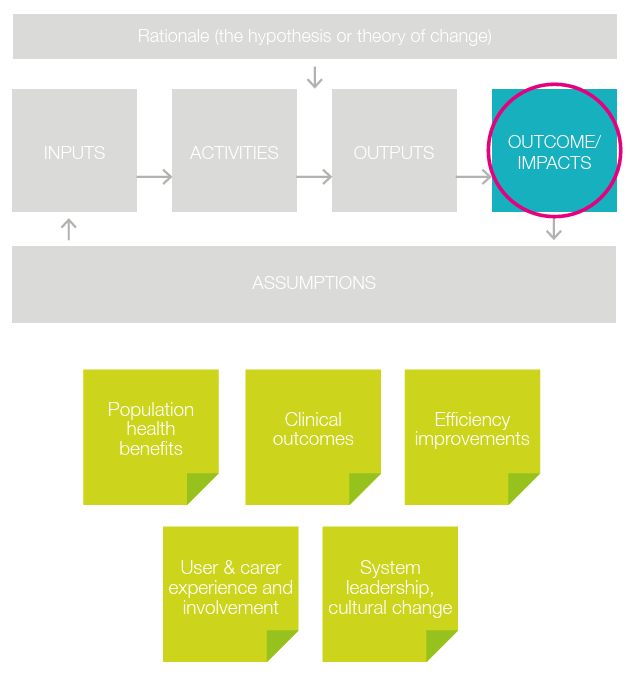 Rationale (the hypothesis or theory of change)
INPUTS
ACTIVITIES
OUTPUTS
OUTCOME/
IMPACTS
ASSUMPTIONS
Population
health
benefits
Clinical
outcomes
Efficiency
improvements
User & carer
experience and
involvement
System
leadership,
cultural change